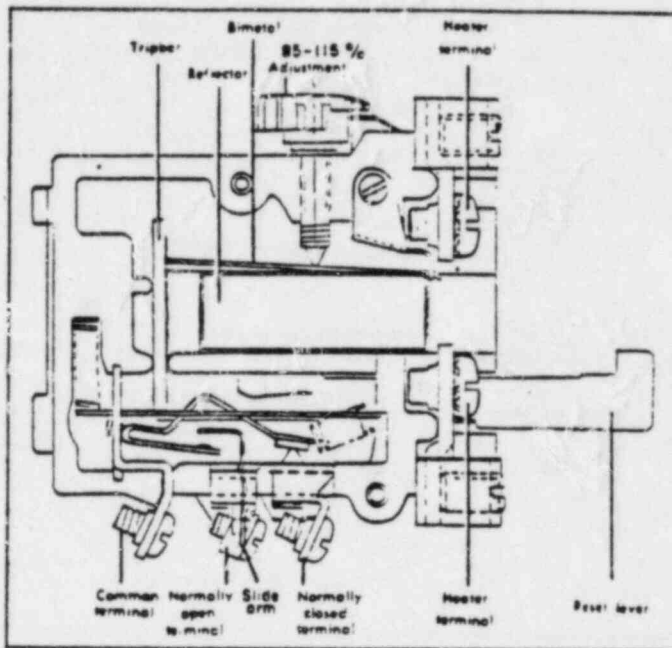 Bimetal
Tripbar
Reflector
85-115 %
Adjustment
Heater
terminal
Common
terminal
Normally
open
terminal
Slide
arm
Normally
closed
terminal
Heater
terminal
Reset lever